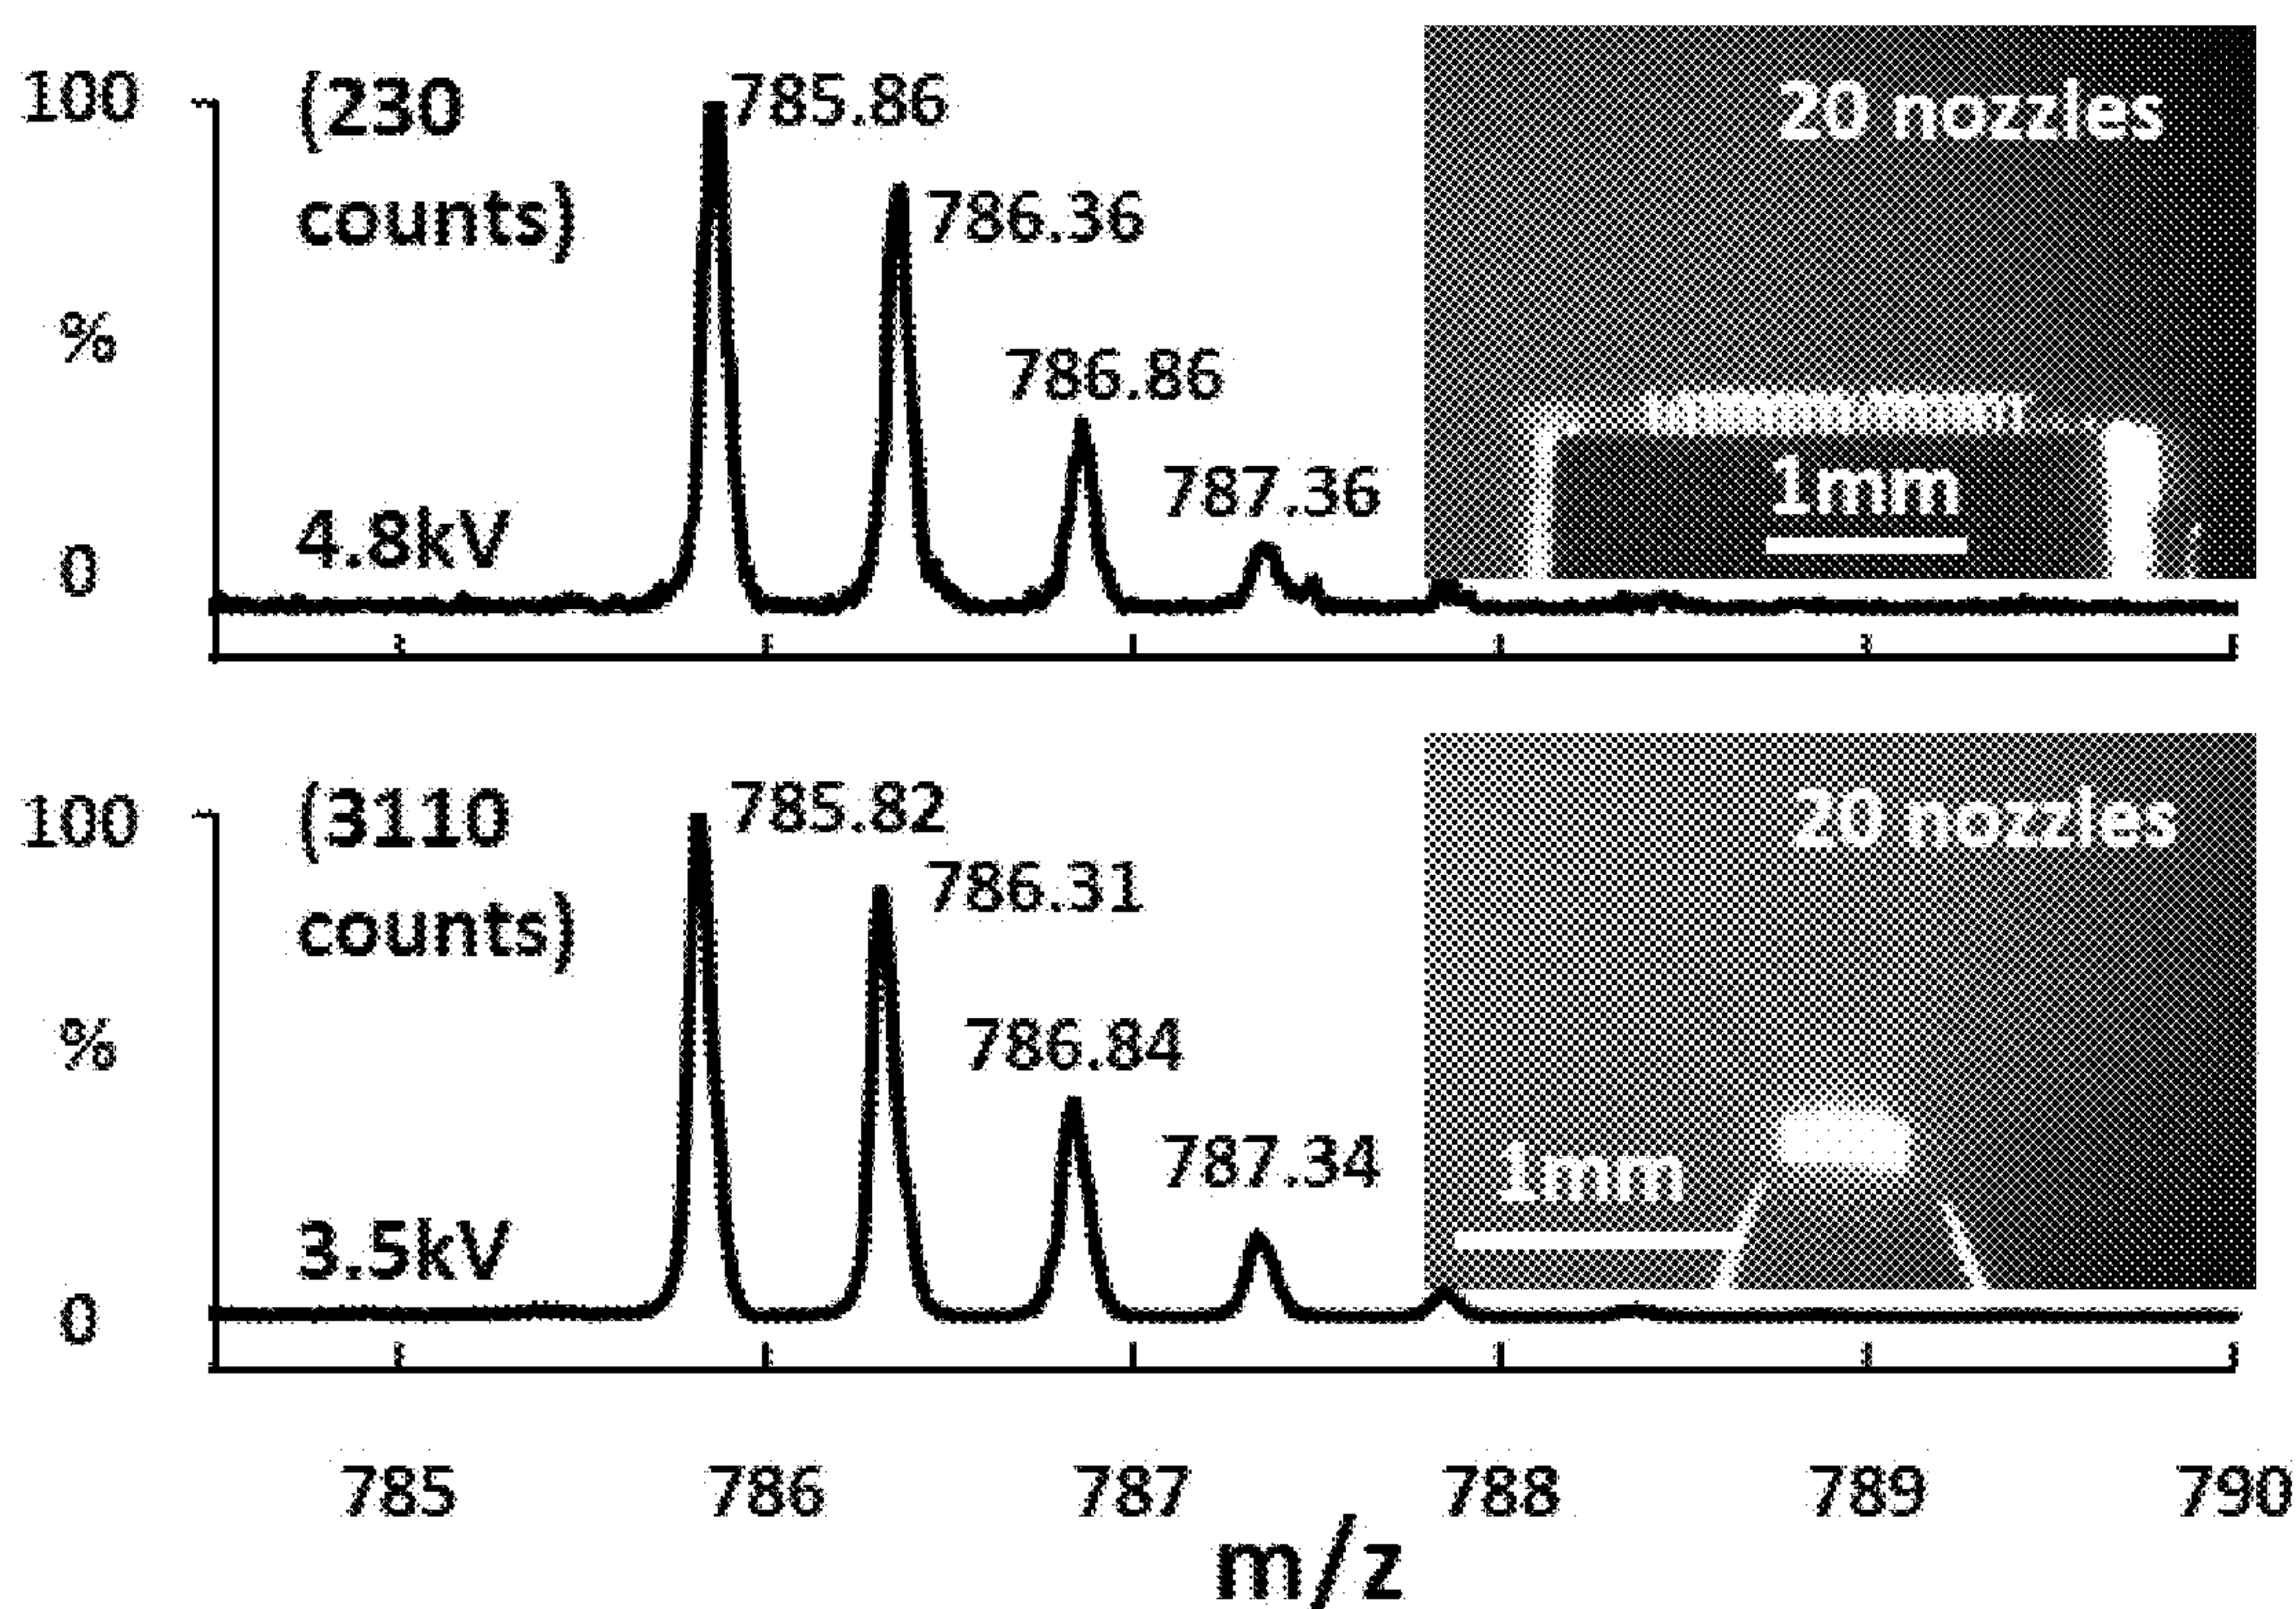 100
(230
counts)
785.86
786.36
786.86
787.36
%
0
4.8kV
20 nozzles
1mm
100
(3110
counts)
785.82
786.31
786.84
787.34
%
0
3.5kV
20 nozzles
1mm
785 786 787 788 789 790
m/z